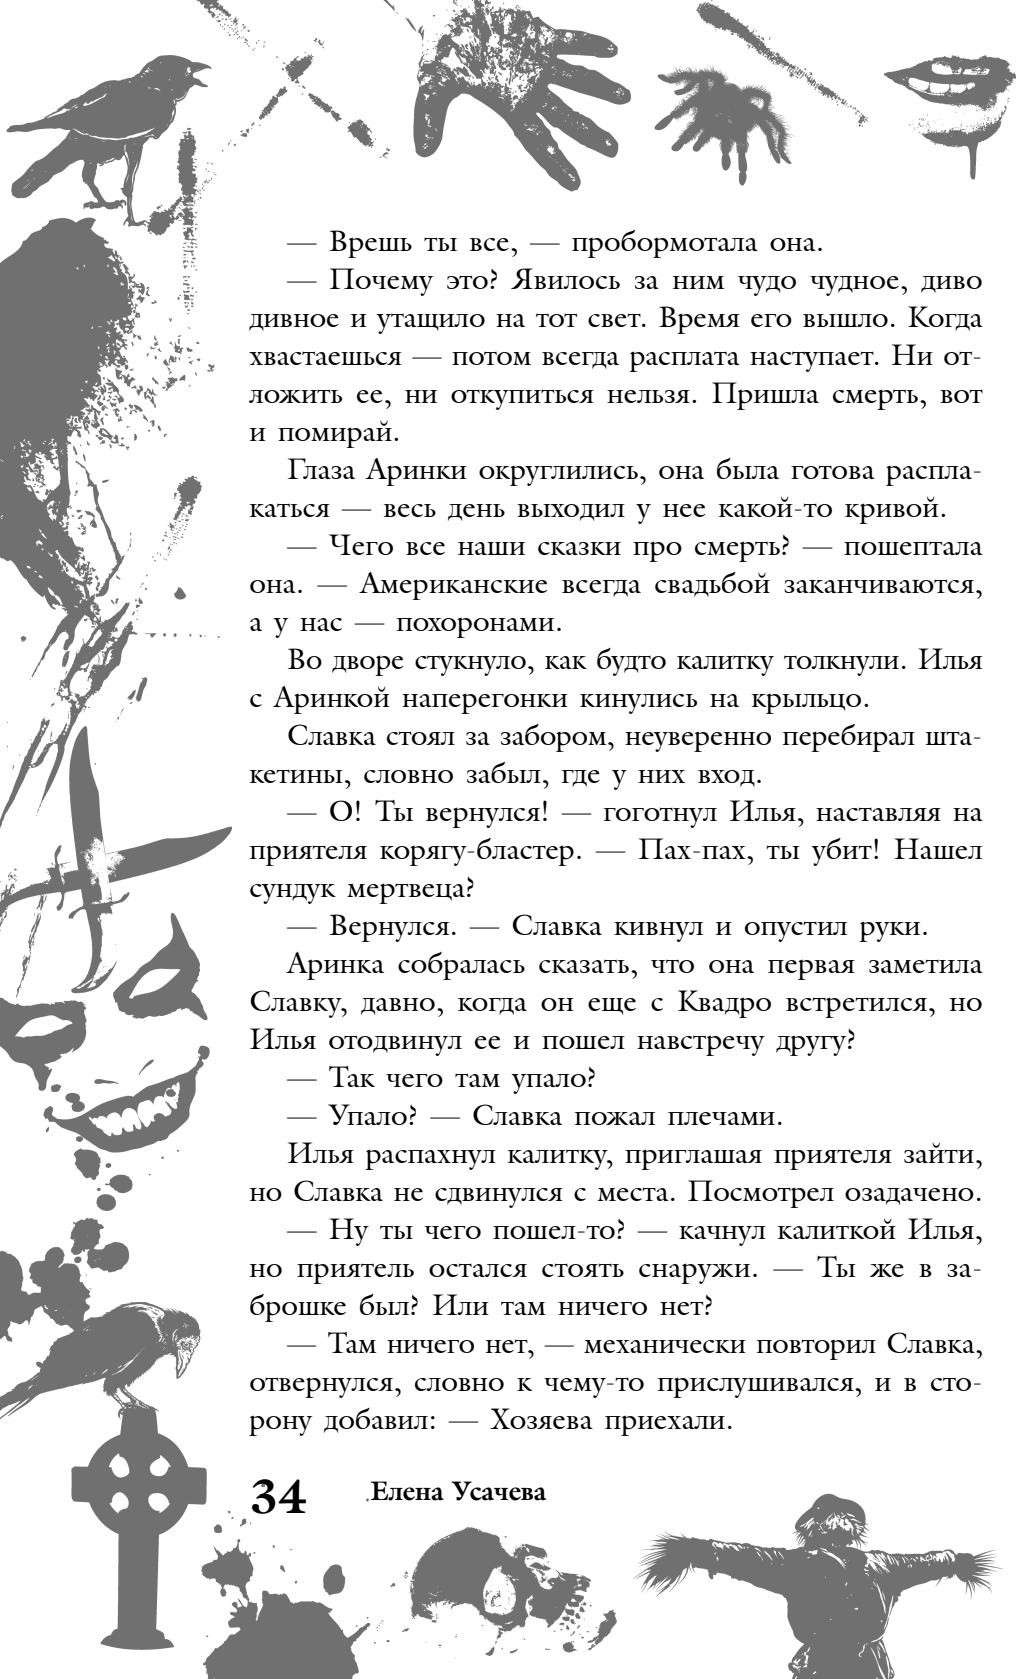 — Врешь ты все, — пробормотала она.
— Почему это? Явилось за ним чудо чудное, диво
дивное и утащило на тот свет. Время его вышло. Когда
хвастаешься — потом всегда расплата наступает. Ни от-
ложить ее, ни откупиться нельзя. Пришла смерть, вот
и помирай.
Глаза Аринки округлились, она была готова распла-
каться — весь день выходил у нее какой-то кривой.
— Чего все наши сказки про смерть? — пошептала
она. — Американские всегда свадьбой заканчиваются,
а у нас — похоронами.
Во дворе стукнуло, как будто калитку толкнули. Илья
с Аринкой наперегонки кинулись на крыльцо.
Славка стоял за забором, неуверенно перебирал шта-
кетины, словно забыл, где у них вход.
— О! Ты вернулся! — гоготнул Илья, наставляя на
приятеля корягу-бластер. — Пах-пах, ты убит! Нашел
сундук мертвеца?
— Вернулся. — Славка кивнул и опустил руки.
Аринка собралась сказать, что она первая заметила
Славку, давно, когда он еще с Квадро встретился, но
Илья отодвинул ее и пошел навстречу другу?
— Так чего там упало?
— Упало? — Славка пожал плечами.
Илья распахнул калитку, приглашая приятеля зайти,
но Славка не сдвинулся с места. Посмотрел озадачено.
— Ну ты чего пошел-то? — качнул калиткой Илья,
но приятель остался стоять снаружи. — Ты же в за-
брошке был? Или там ничего нет?
— Там ничего нет, — механически повторил Славка,
отвернулся, словно к чему-то прислушивался, и в сто-
рону добавил: — Хозяева приехали.
34 Елена Усачева